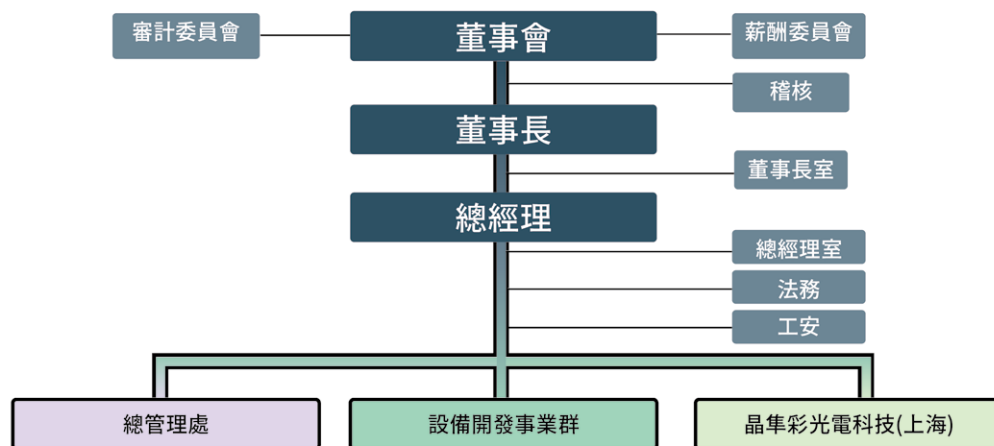 審計委員會
董事會
薪酬委員會
稽核
董事長
董事長室
總經理
總經理室
法務
工安
總管理處
設備開發事業群
晶隼彩光電科技(上海)